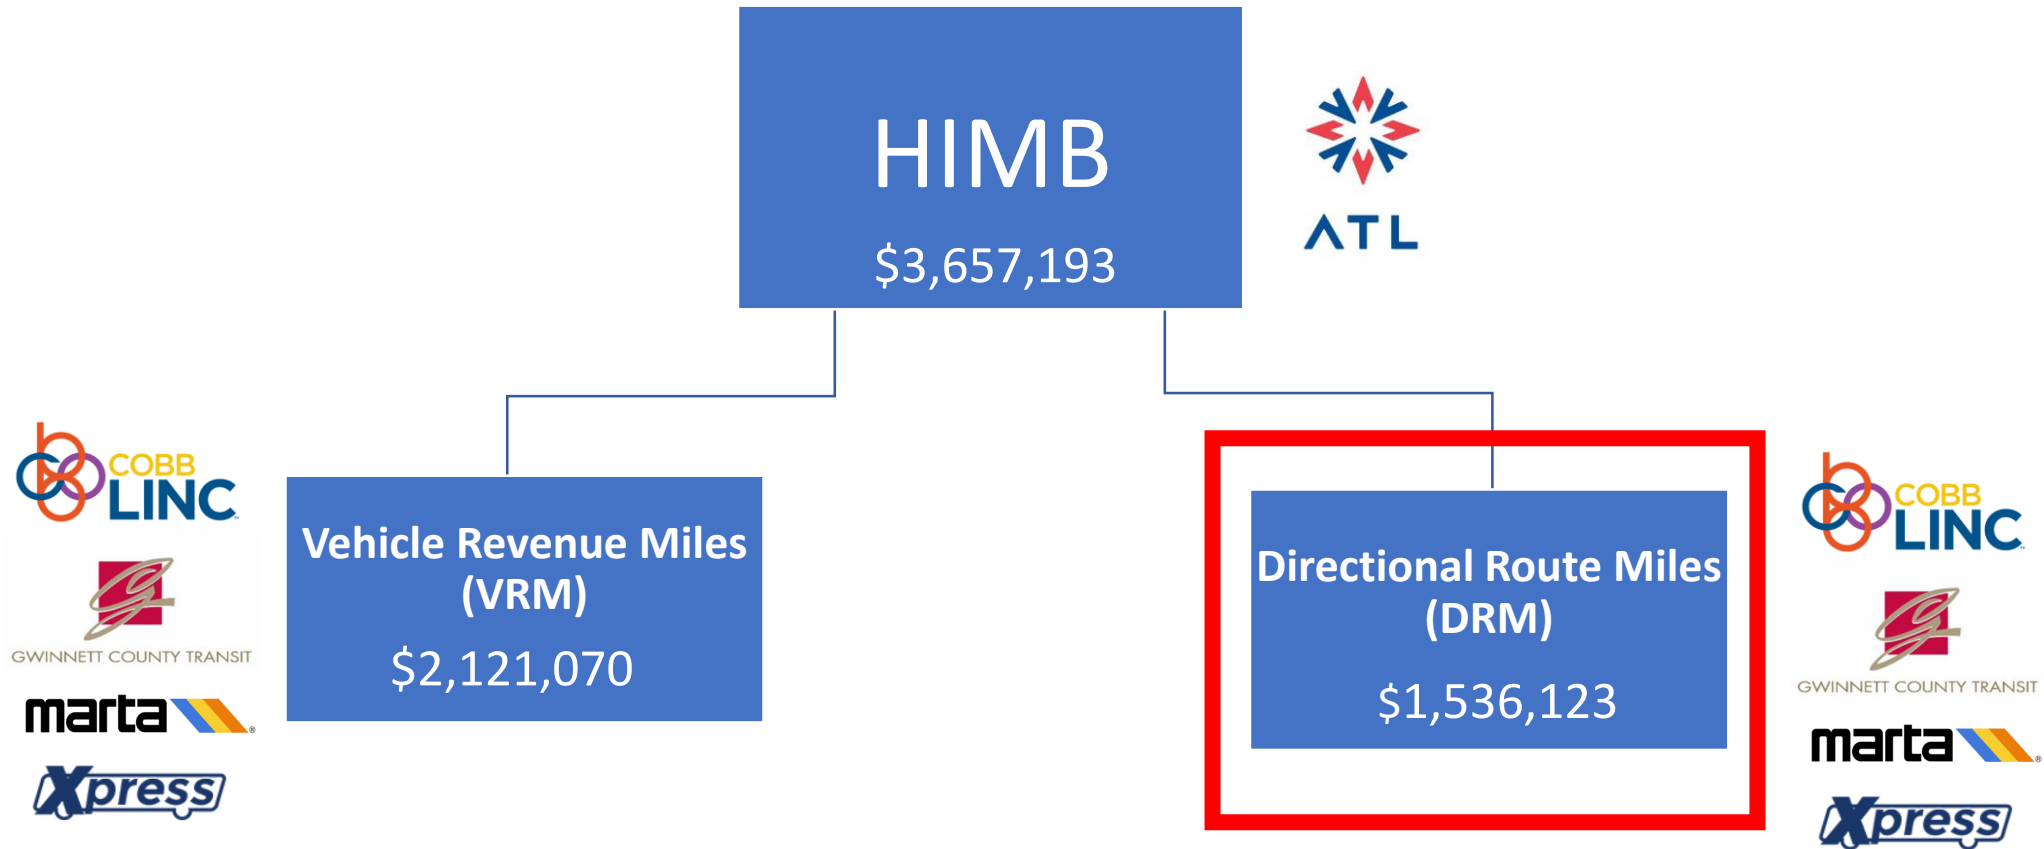 HIMB
$3,657,193
ATL
COBB
LINC
GWINNETT COUNTY TRANSIT
marta
Xpress
Vehicle Revenue Miles
(VRM)
$2,121,070
Directional Route Miles
(DRM)
$1,536,123
COBB
LINC
GWINNETT COUNTY TRANSIT
marta
Xpress